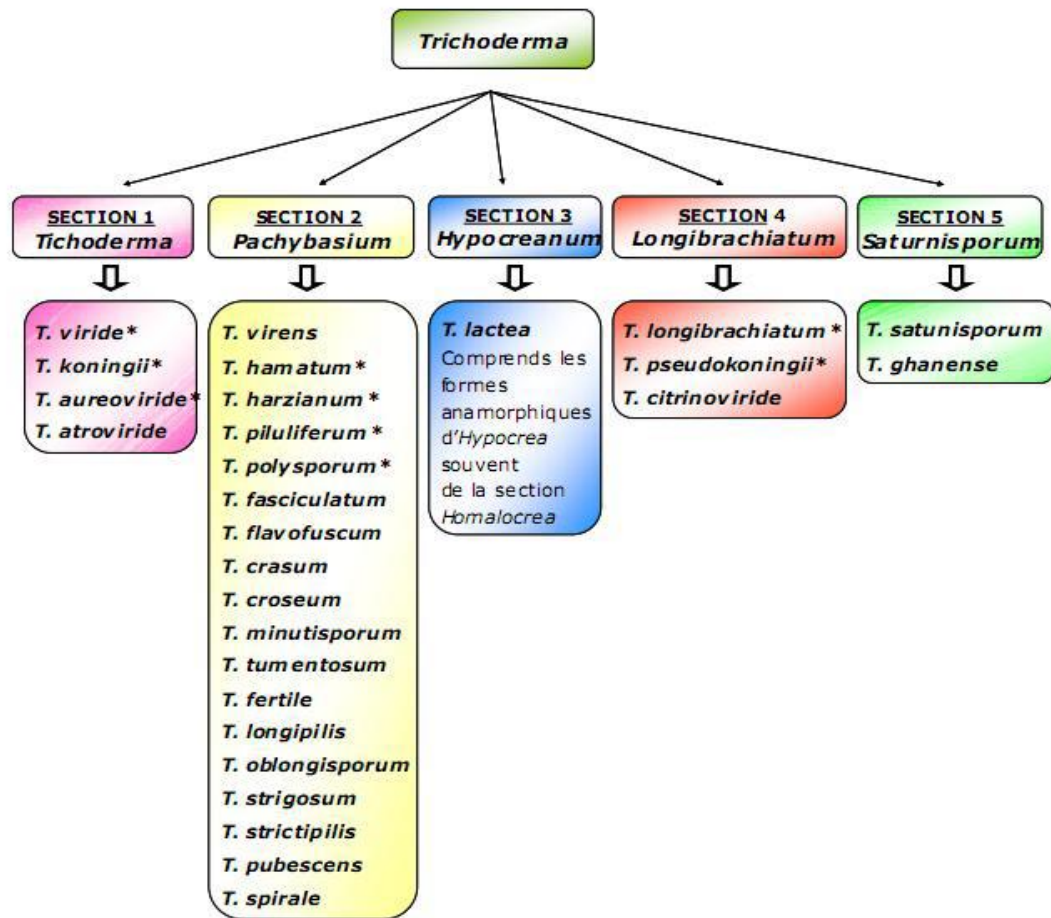 Trichoderma
SECTION 1
Tichoderma
SECTION 2
Pachybasium
SECTION 3
Hypocreanum
SECTION 4
Longibrachiatum
SECTION 5
Saturnisporum
T. viride*
T. koningii*
T. aureoviride*
T. atroviride
T. virens
T. hamatum*
T. harzianum*
T. piluliferum*
T. polysporum*
T. fasciculatum
T. flavofuscum
T. crasum
T. croseum
T. minutisporum
T. tumentosum
T. fertile
T. longipilis
T. oblongisporum
T. strigosum
T. strictipilis
T. pubescens
T. spirale
T. lactea
Comprends les
formes
anamorphiques
d'Hypocrea
souvent
de la section
Homalocrea
T. longibrachiatum*
T. pseudokoningii*
T. citrinoviride
T. satunisporum
T. ghanense